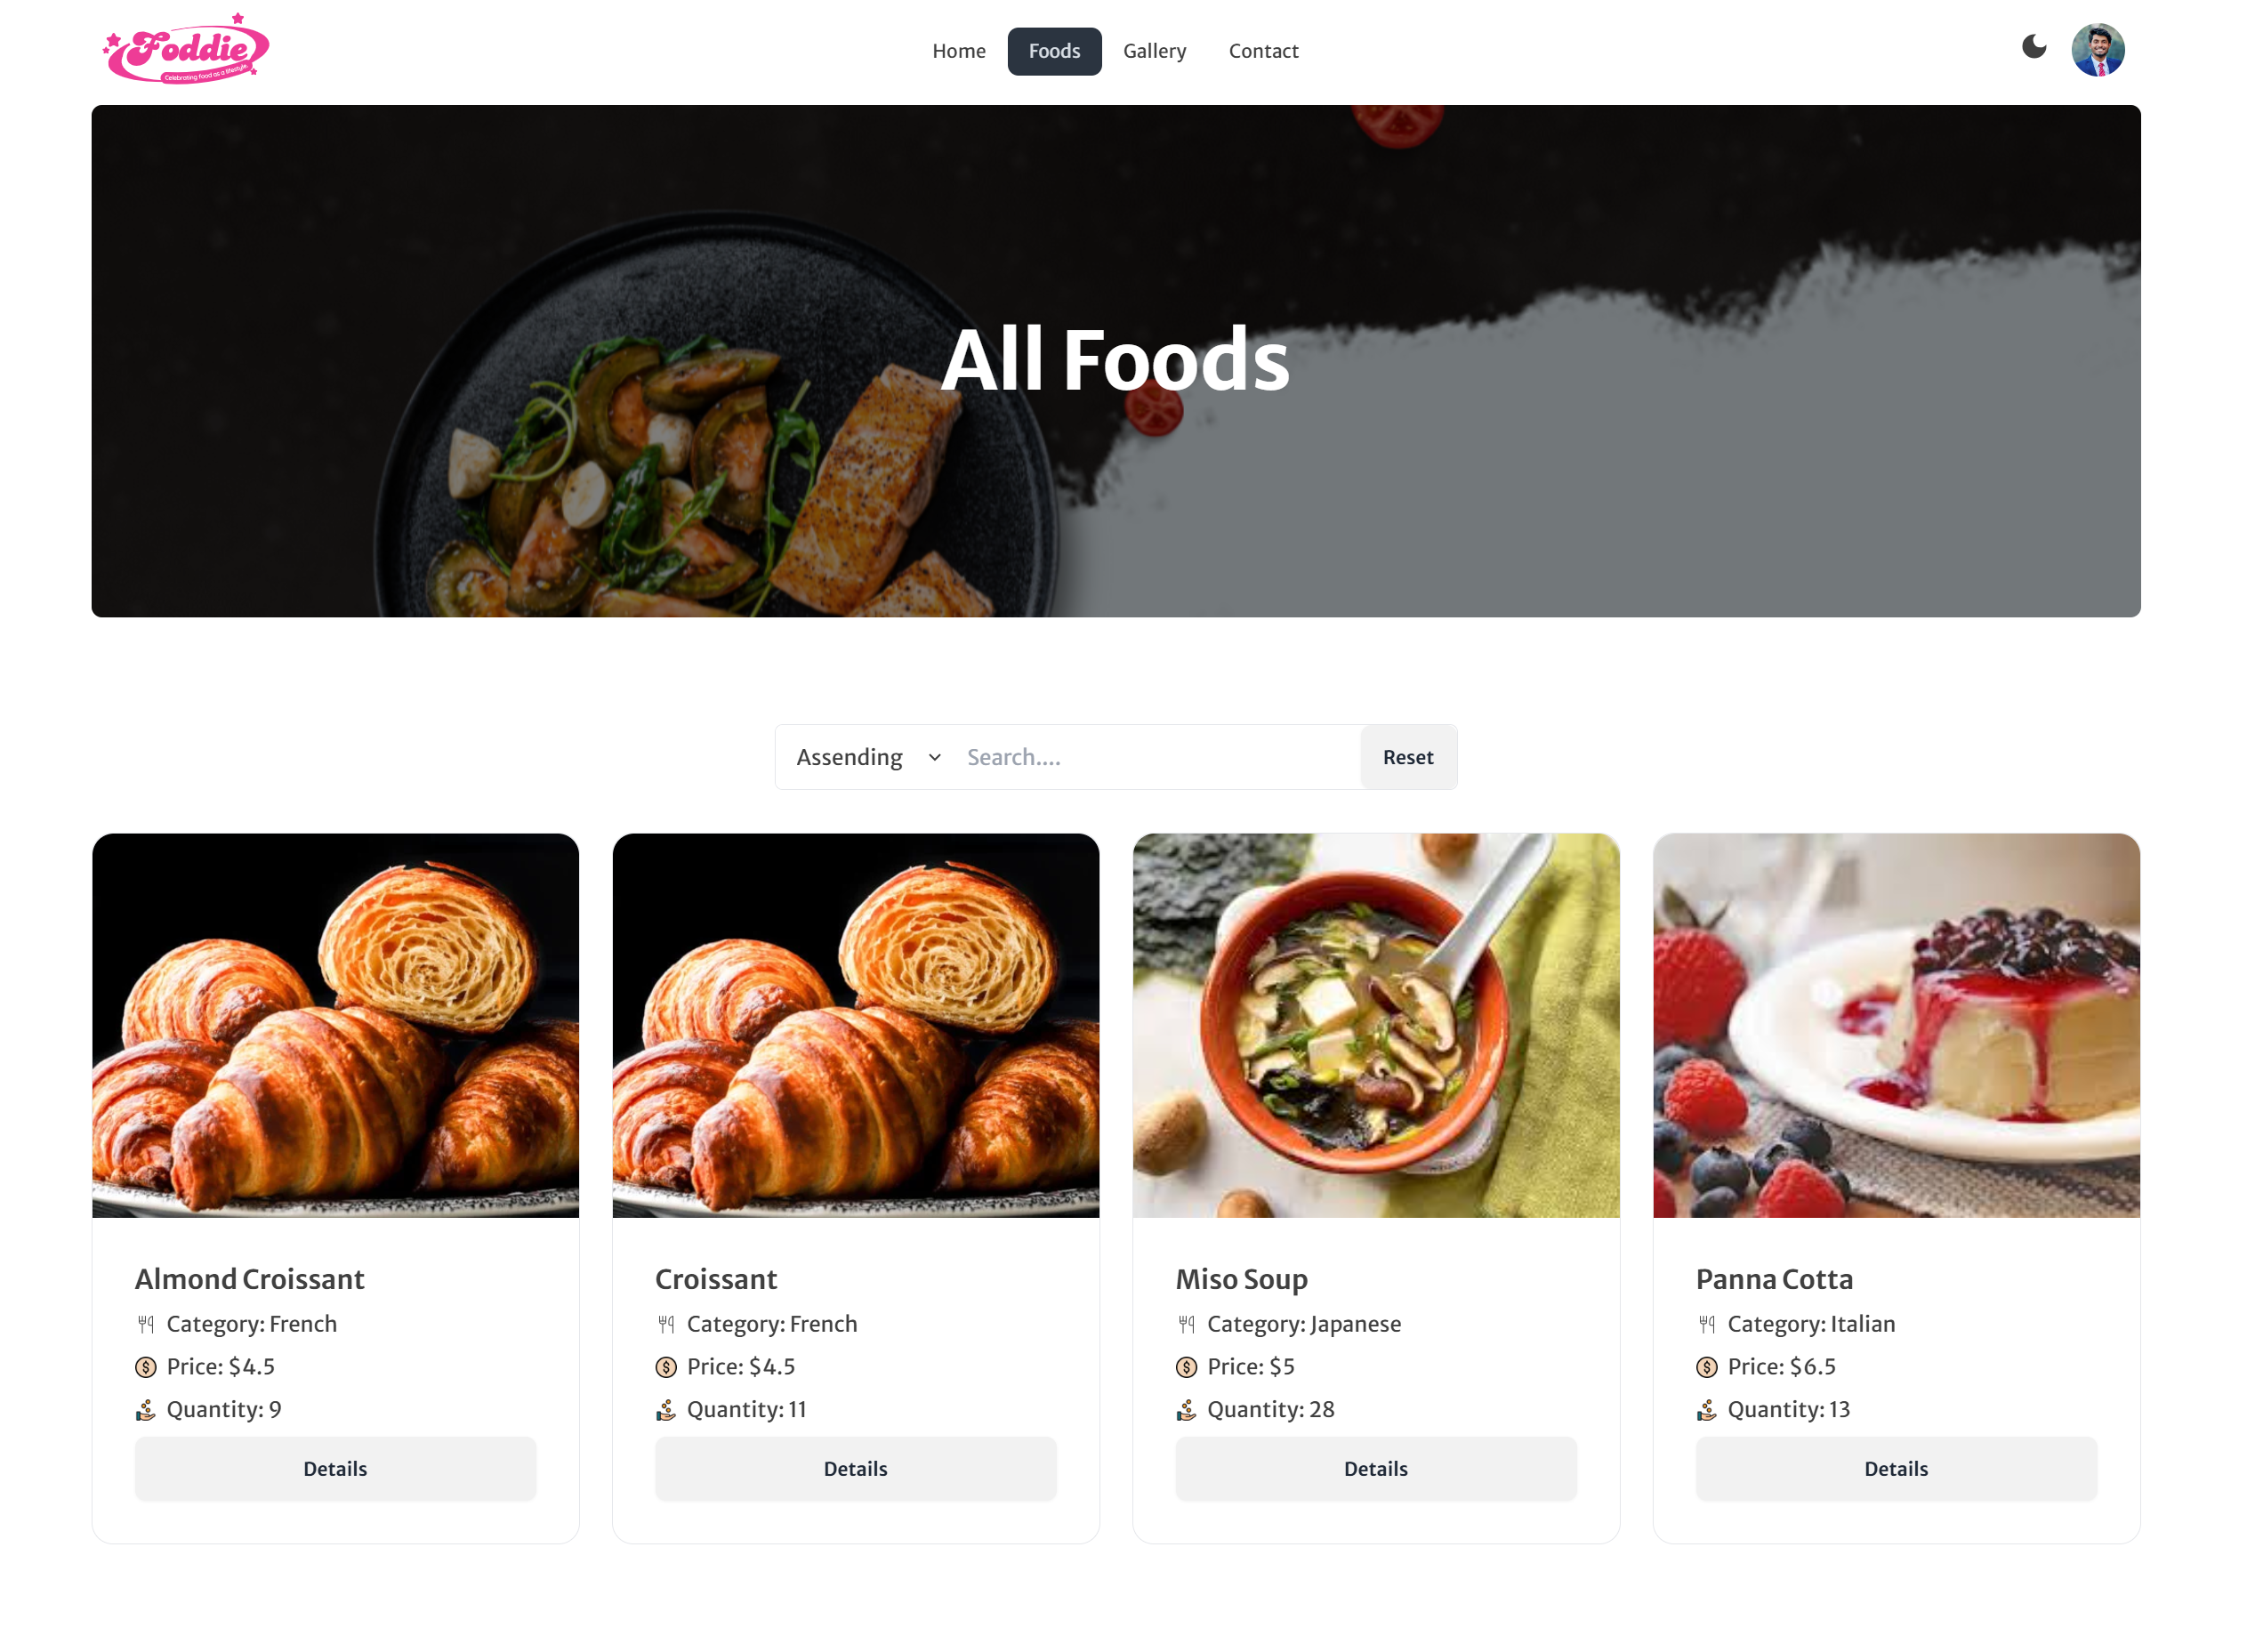 Foddie
Celebrating food as a lifestyle.
Home Foods Gallery Contact
All Foods
Assending Search.... Reset
Almond Croissant
Category: French
Price: $4.5
Quantity: 9
Details
Croissant
Category: French
Price: $4.5
Quantity: 11
Details
Miso Soup
Category: Japanese
Price: $5
Quantity: 28
Details
Panna Cotta
Category: Italian
Price: $6.5
Quantity: 13
Details